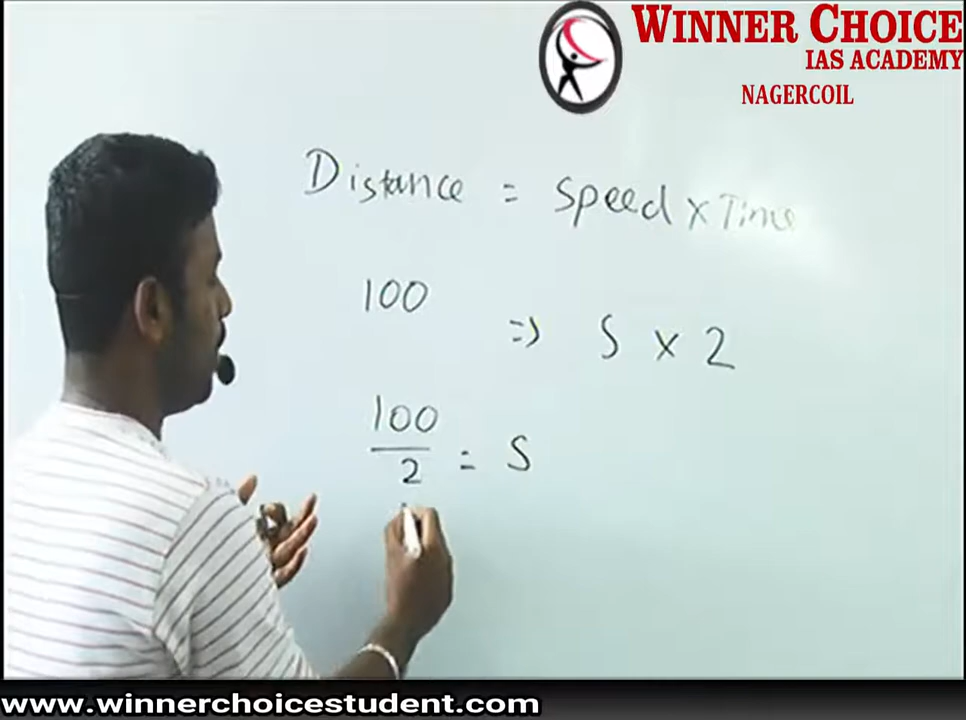 WINNER CHOICE
IAS ACADEMY
NAGERCOIL
Distance = Speed x Time
100
⇒ S x 2
100
2 = S
www.winnerchoicestudent.com